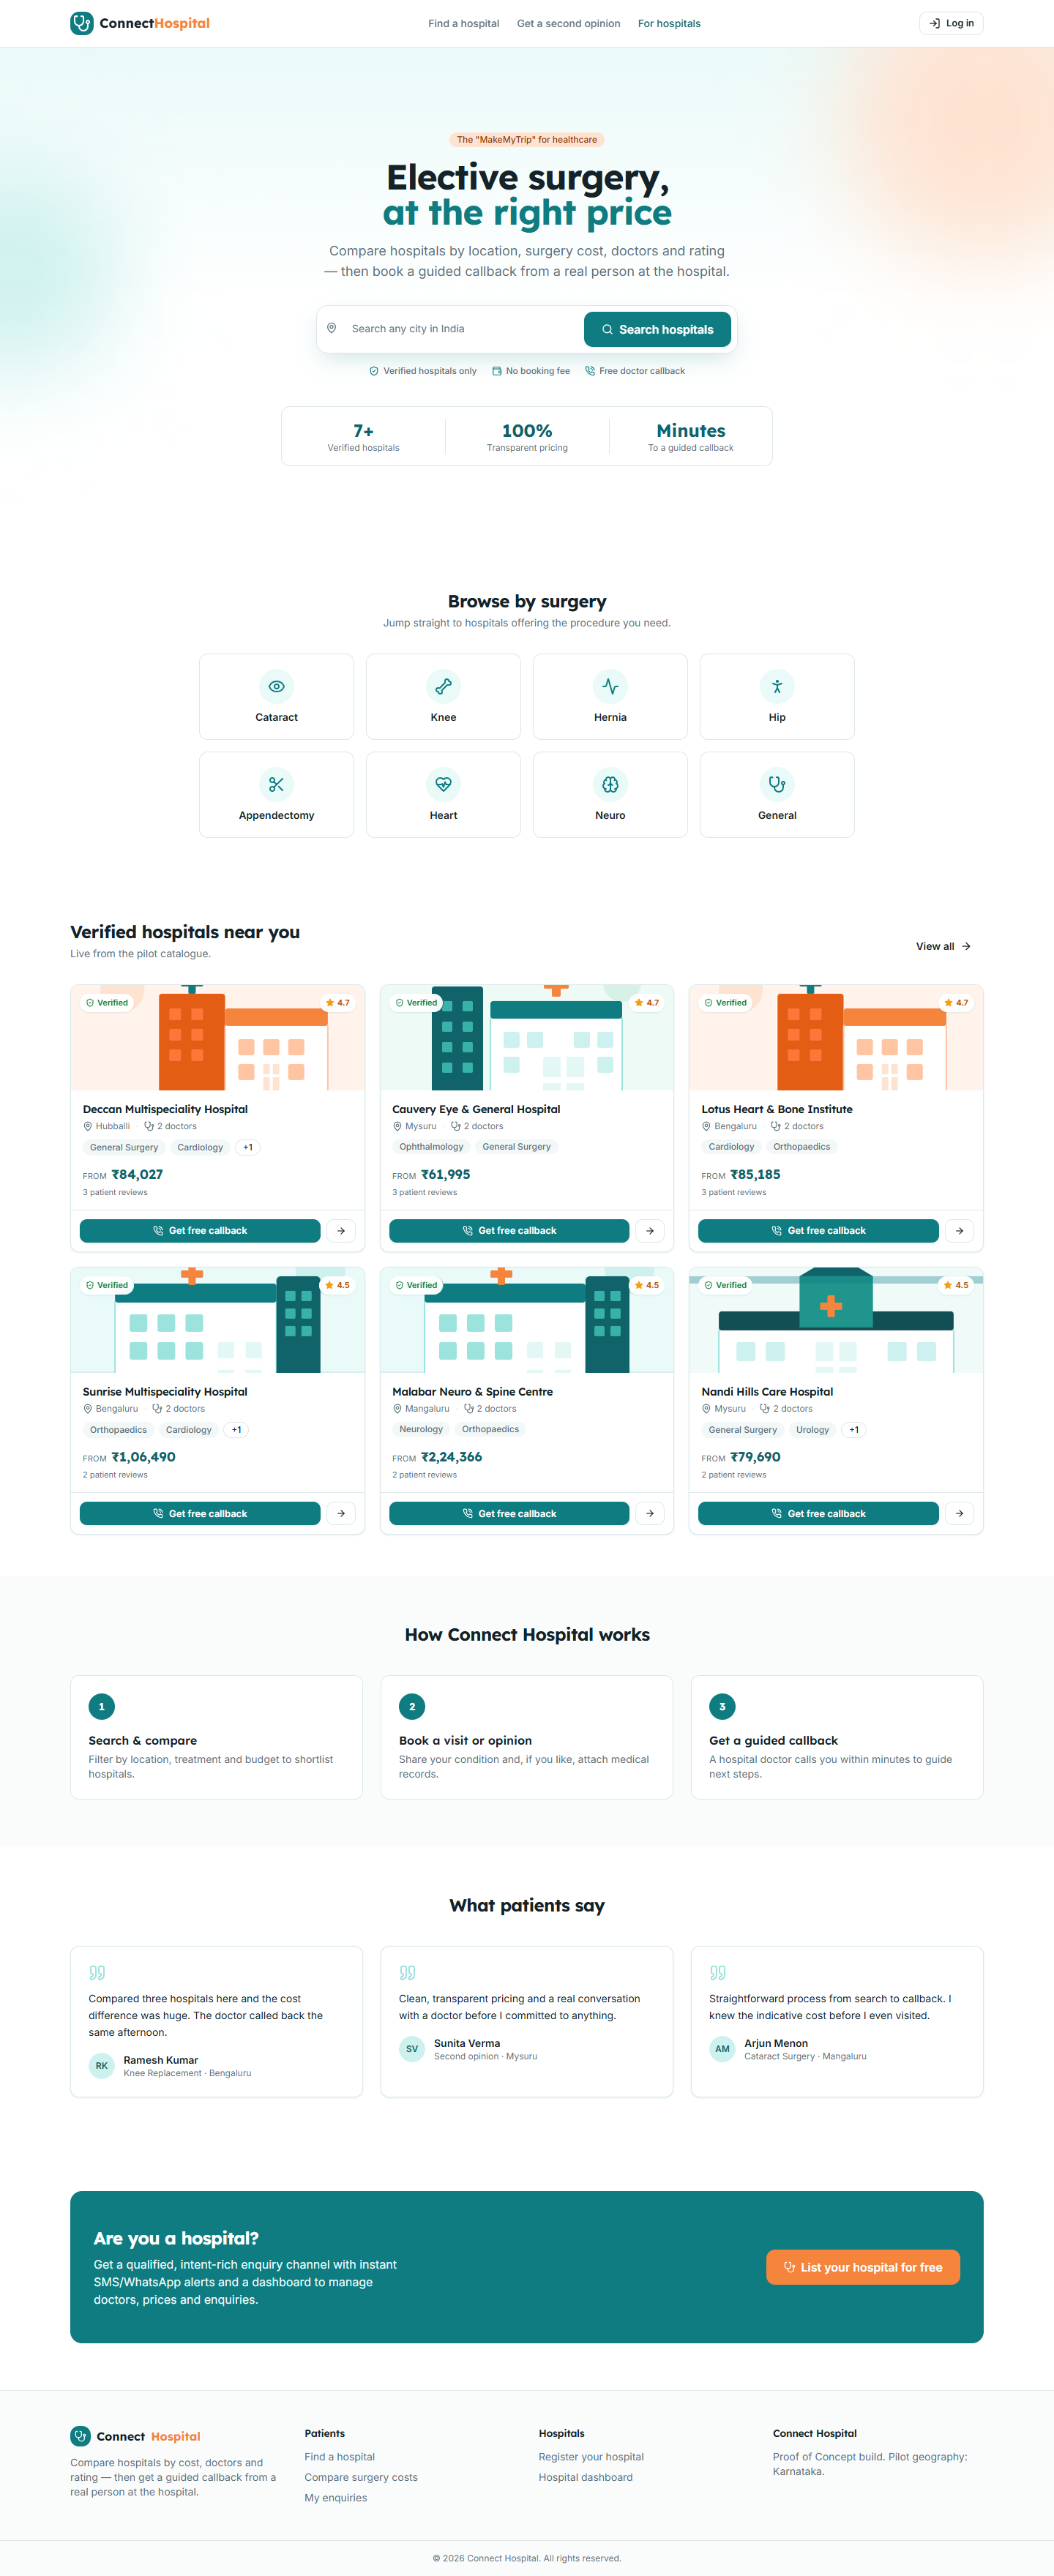 ConnectHospital
Find a hospital
Get a second opinion
For hospitals
Log in
The "MakeMyTrip" for healthcare
Elective surgery,
at the right price
Compare hospitals by location, surgery cost, doctors and rating
— then book a guided callback from a real person at the hospital.
Search any city in India
Search hospitals
Verified hospitals only
No booking fee
Free doctor callback
7+
Verified hospitals
100%
Transparent pricing
Minutes
To a guided callback
Browse by surgery
Jump straight to hospitals offering the procedure you need.
Cataract
Knee
Hernia
Hip
Appendectomy
Heart
Neuro
General
Verified hospitals near you
Live from the pilot catalogue.
View all
Verified
4.7
Deccan Multispeciality Hospital
Hubballi · 2 doctors
General Surgery Cardiology +1
FROM ₹84,027
3 patient reviews
Get free callback
Verified
4.7
Cauvery Eye & General Hospital
Mysuru · 2 doctors
Ophthalmology General Surgery
FROM ₹61,995
3 patient reviews
Get free callback
Verified
4.7
Lotus Heart & Bone Institute
Bengaluru · 2 doctors
Cardiology Orthopaedics
FROM ₹85,185
3 patient reviews
Get free callback
Verified
4.5
Sunrise Multispeciality Hospital
Bengaluru · 2 doctors
Orthopaedics Cardiology +1
FROM ₹1,06,490
2 patient reviews
Get free callback
Verified
4.5
Malabar Neuro & Spine Centre
Mangaluru · 2 doctors
Neurology Orthopaedics
FROM ₹2,24,366
2 patient reviews
Get free callback
Verified
4.5
Nandi Hills Care Hospital
Mysuru · 2 doctors
General Surgery Urology +1
FROM ₹79,690
2 patient reviews
Get free callback
How Connect Hospital works
1
Search & compare
Filter by location, treatment and budget to shortlist
hospitals.
2
Book a visit or opinion
Share your condition and, if you like, attach medical
records.
3
Get a guided callback
A hospital doctor calls you within minutes to guide
next steps.
What patients say
Compared three hospitals here and the cost
difference was huge. The doctor called back the
same afternoon.
RK
Ramesh Kumar
Knee Replacement · Bengaluru
Clean, transparent pricing and a real conversation
with a doctor before I committed to anything.
SV
Sunita Verma
Second opinion · Mysuru
Straightforward process from search to callback. I
knew the indicative cost before I even visited.
AM
Arjun Menon
Cataract Surgery · Mangaluru
Are you a hospital?
Get a qualified, intent-rich enquiry channel with instant
SMS/WhatsApp alerts and a dashboard to manage
doctors, prices and enquiries.
List your hospital for free
Connect Hospital
Compare hospitals by cost, doctors and
rating — then get a guided callback from a
real person at the hospital.
Patients
Find a hospital
Compare surgery costs
My enquiries
Hospitals
Register your hospital
Hospital dashboard
Connect Hospital
Proof of Concept build. Pilot geography:
Karnataka.
© 2026 Connect Hospital. All rights reserved.